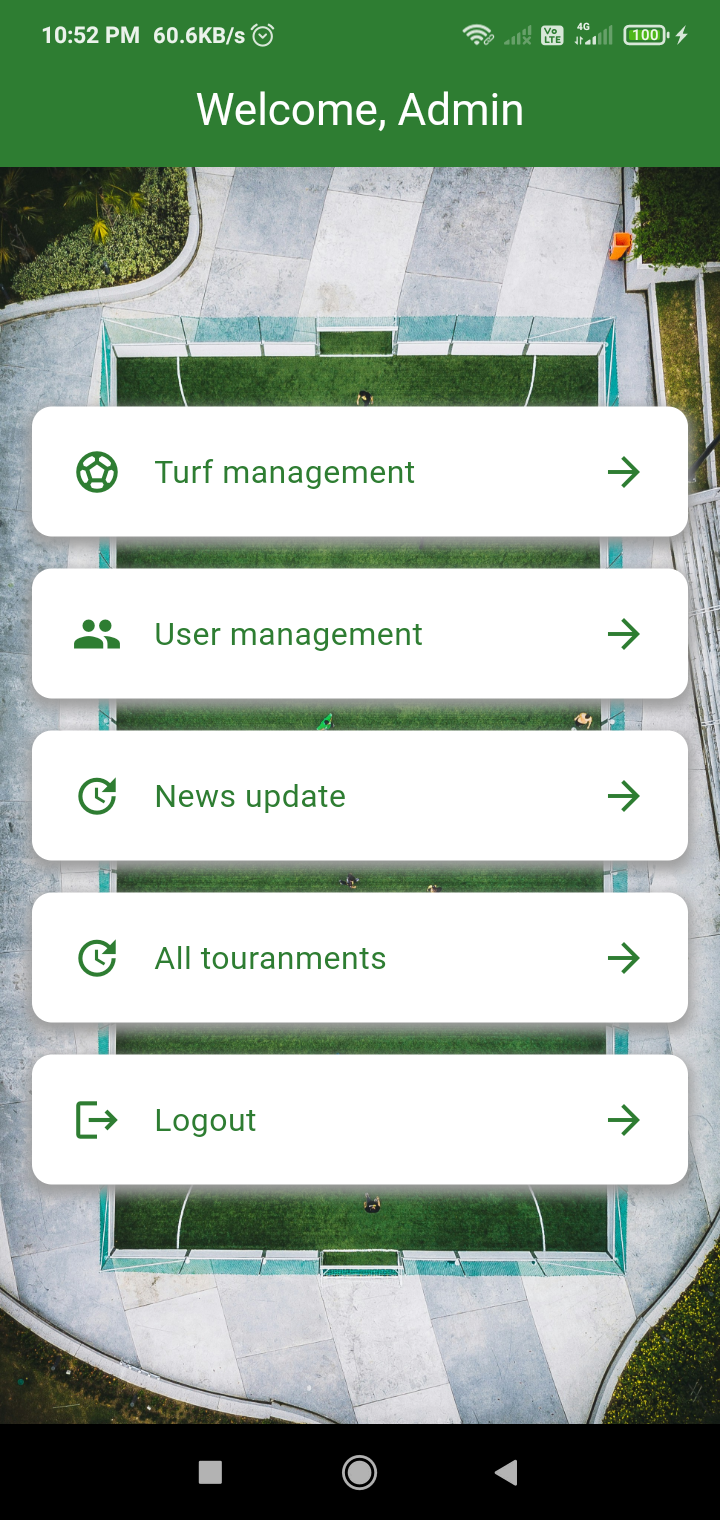 10:52 PM 60.6KB/s Vo LTE 4G 100
Welcome, Admin
Turf management
User management
News update
All touranments
Logout